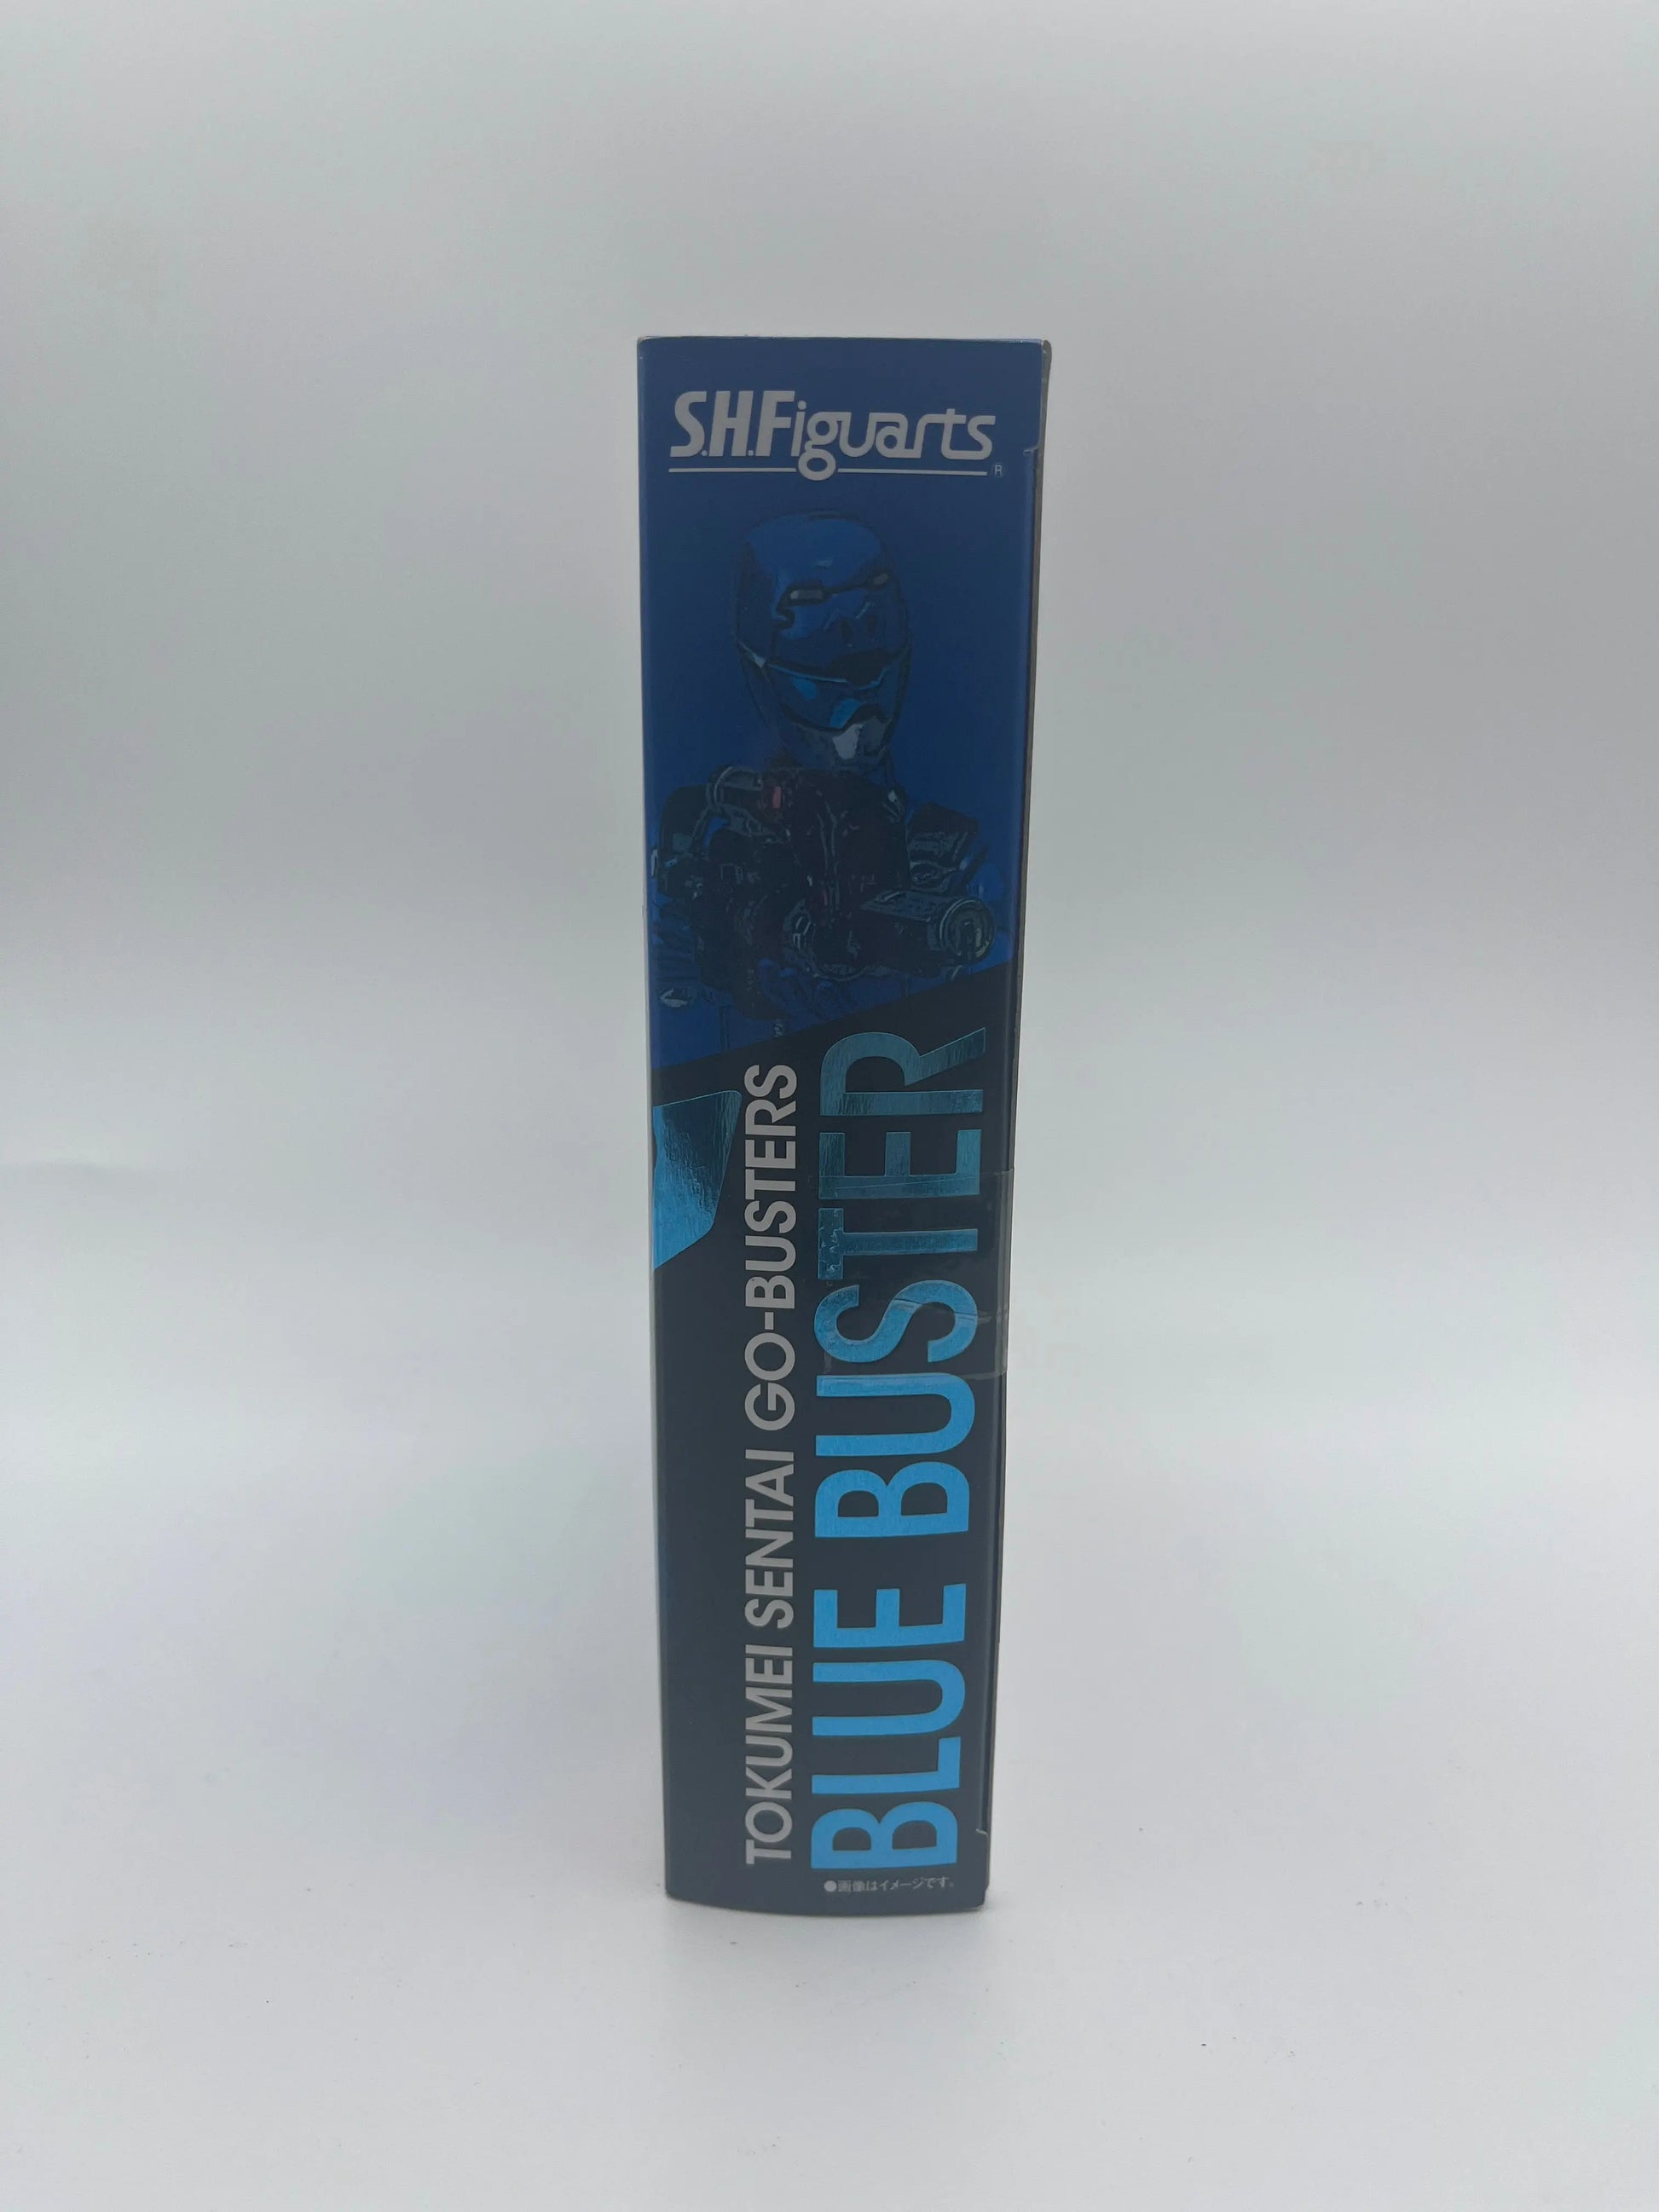 S.H.Figuarts
®
TOKUMEI SENTAI GO-BUSTERS
BLUE BUSTER
●画像はイメージです。